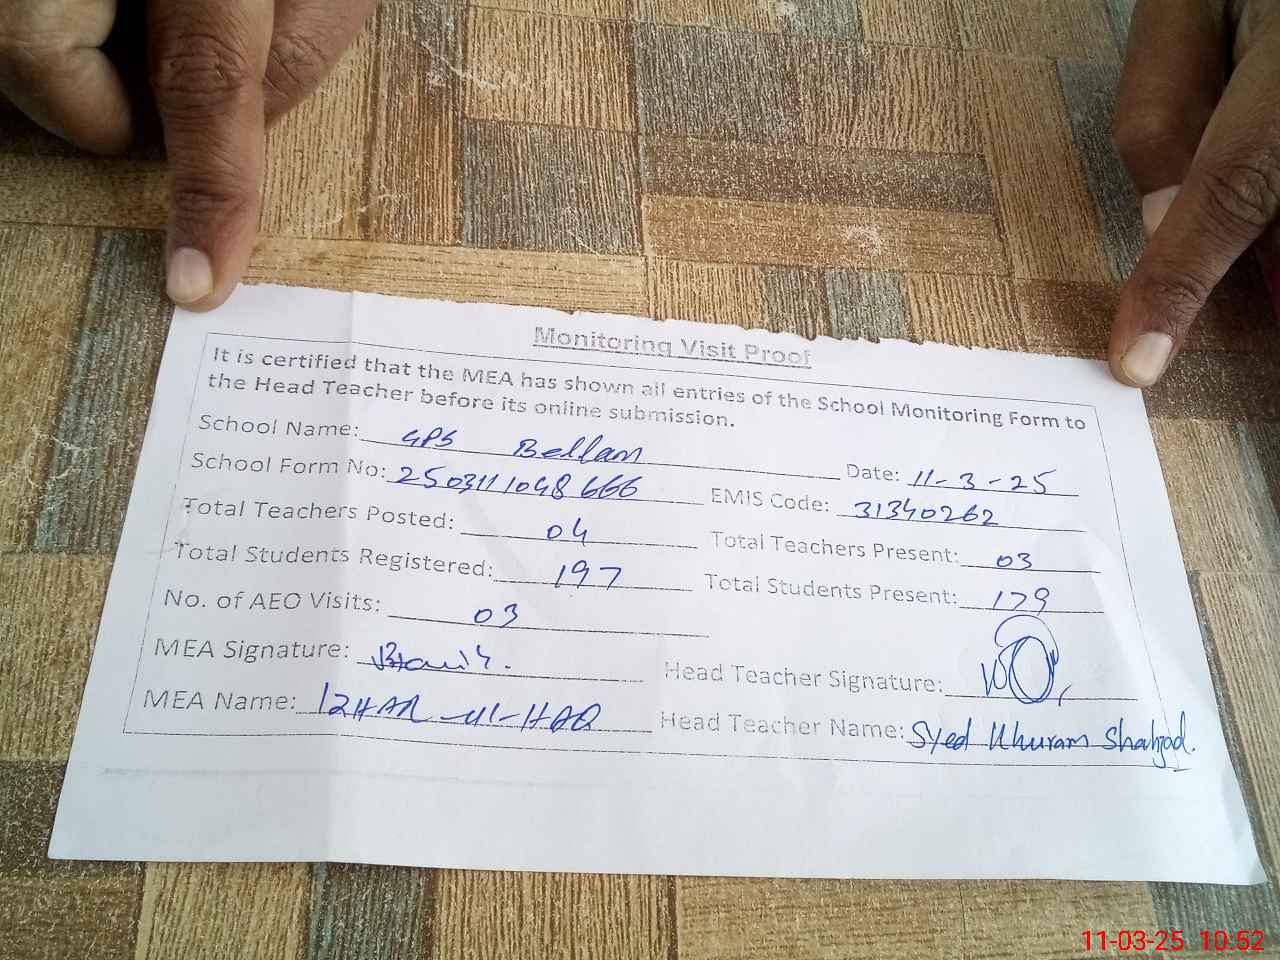 Monitoring Visit Proof
It is certified that the MEA has shown all entries of the School Monitoring Form to
the Head Teacher before its online submission.
School Name: GPS Bellam Date: 11-3-25
School Form No: 250311 1048 666 EMIS Code: 31340262
Total Teachers Posted: 04 Total Teachers Present: 03
Total Students Registered: 197 Total Students Present: 179
No. of AEO Visits: 03
MEA Signature: Head Teacher Signature:
MEA Name: IZHAR-ul-HAQ Head Teacher Name: Syed Khuram Shahzad.
11-03-25 10:52